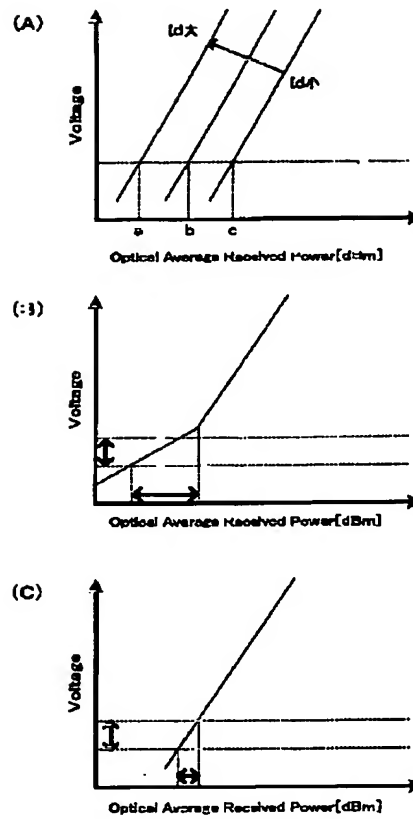 (A)
Id大
Id小
Voltage
a b c
Optical Average Received Power[dBm]
(B)
Voltage
Optical Average Received Power[dBm]
(C)
Voltage
Optical Average Received Power[dBm]